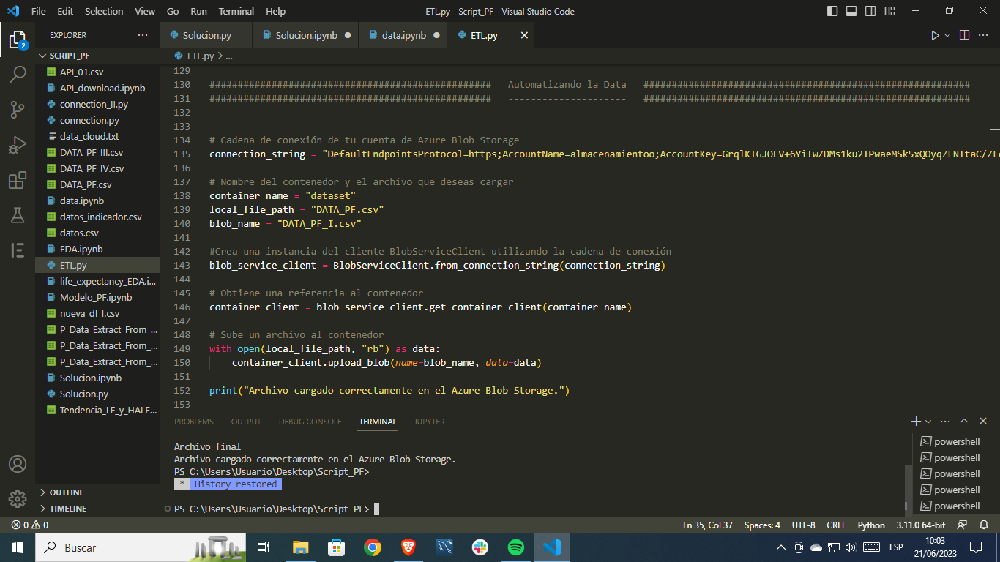 File Edit Selection View Go Run Terminal Help
ETL.py - Script_PF - Visual Studio Code
EXPLORER
Solucion.py
Solucion.ipynb
data.ipynb
ETL.py
2
SCRIPT_PF
API_01.csv
API_download.ipynb
connection_II.py
connection.py
data_cloud.txt
DATA_PF_III.csv
DATA_PF_IV.csv
DATA_PF.csv
data.ipynb
datos_indicador.csv
datos.csv
EDA.ipynb
ETL.py
life_expectancy_EDA.i...
Modelo_PF.ipynb
nueva_df_I.csv
P_Data_Extract_From_...
P_Data_Extract_From_...
P_Data_Extract_From_...
Solucion.ipynb
Solucion.py
Tendencia_LE_y_HALE...
OUTLINE
TIMELINE
ETL.py > ...
129
130 ################################################## Automatizando la Data ##########################################################
131 ################################################## --------------------- ##########################################################
132
133
134 # Cadena de conexión de tu cuenta de Azure Blob Storage
135 connection_string = "DefaultEndpointsProtocol=https;AccountName=almacenamientoo;AccountKey=
136
137 # Nombre del contenedor y el archivo que deseas cargar
138 container_name = "dataset"
139 local_file_path = "DATA_PF.csv"
140 blob_name = "DATA_PF_I.csv"
141
142 #Crea una instancia del cliente BlobServiceClient utilizando la cadena de conexión
143 blob_service_client = BlobServiceClient.from_connection_string(connection_string)
144
145 # Obtiene una referencia al contenedor
146 container_client = blob_service_client.get_container_client(container_name)
147
148 # Sube un archivo al contenedor
149 with open(local_file_path, "rb") as data:
150     container_client.upload_blob(name=blob_name, data=data)
151
152 print("Archivo cargado correctamente en el Azure Blob Storage.")
153
PROBLEMS OUTPUT DEBUG CONSOLE TERMINAL JUPYTER
Archivo final
Archivo cargado correctamente en el Azure Blob Storage.
PS C:\Users\Usuario\Desktop\Script_PF>
* History restored
PS C:\Users\Usuario\Desktop\Script_PF>
powershell
powershell
powershell
powershell
powershell
0 0
Ln 35, Col 37 Spaces: 4 UTF-8 CRLF Python 3.11.0 64-bit
Buscar
ESP
10:03
21/06/2023